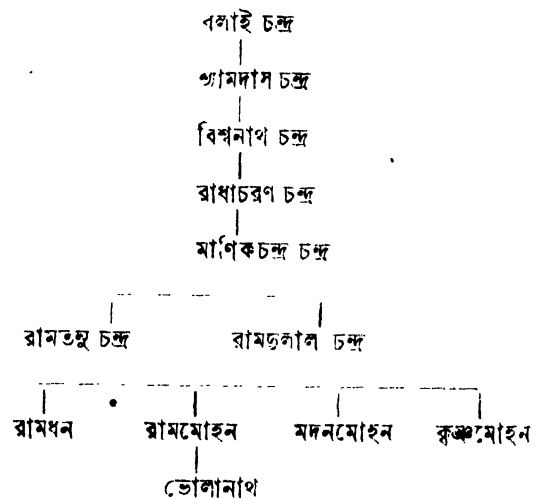 বলাই চন্দ্র
শ্যামদাস চন্দ্র
বিশ্বনাথ চন্দ্র
রাধাচরণ চন্দ্র
মাণিকচন্দ্র চন্দ্র
রামতনু চন্দ্র রামদুলাল চন্দ্র
রামধন রামমোহন মদনমোহন কৃষ্ণমোহন
ভোলানাথ